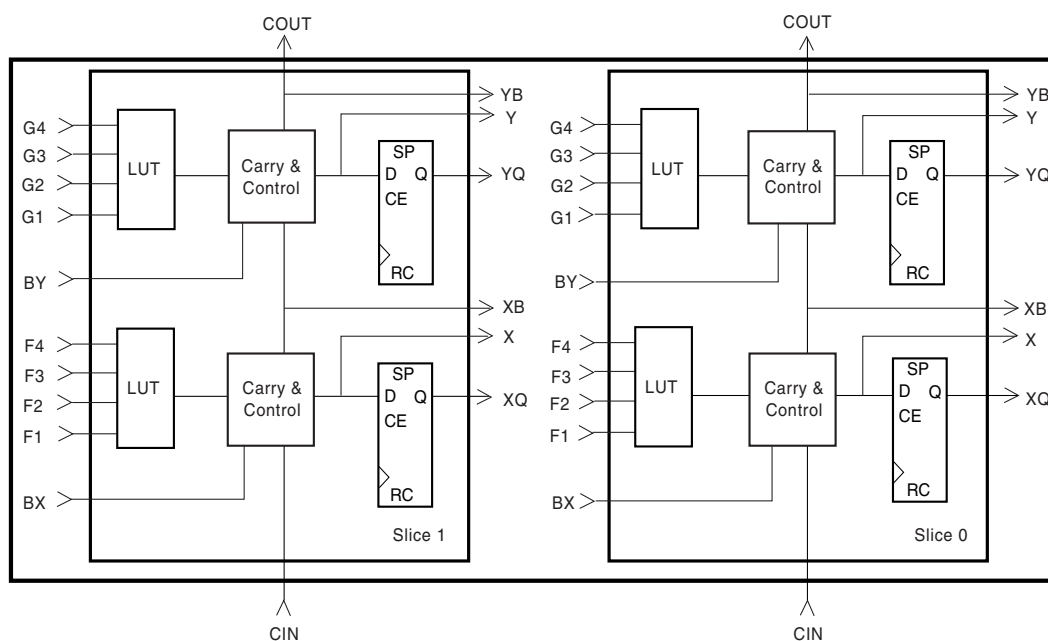 COUT
COUT
YB
Y
G4
G3
G2
G1
LUT
Carry &
Control
SP
D Q
CE
RC
YQ
BY
XB
X
F4
F3
F2
F1
LUT
Carry &
Control
SP
D Q
CE
RC
XQ
BX
Slice 1
CIN
YB
Y
G4
G3
G2
G1
LUT
Carry &
Control
SP
D Q
CE
RC
YQ
BY
XB
X
F4
F3
F2
F1
LUT
Carry &
Control
SP
D Q
CE
RC
XQ
BX
Slice 0
CIN